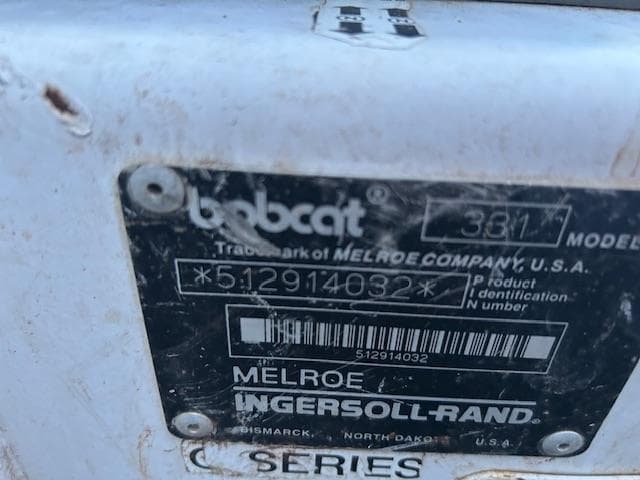 bobcat® 331 MODEL
Trademark of MELROE COMPANY, U.S.A.
*512914032* Product
Identification
Number
512914032
MELROE
INGERSOLL-RAND®
BISMARCK, NORTH DAKOTA U.S.A.
C SERIES